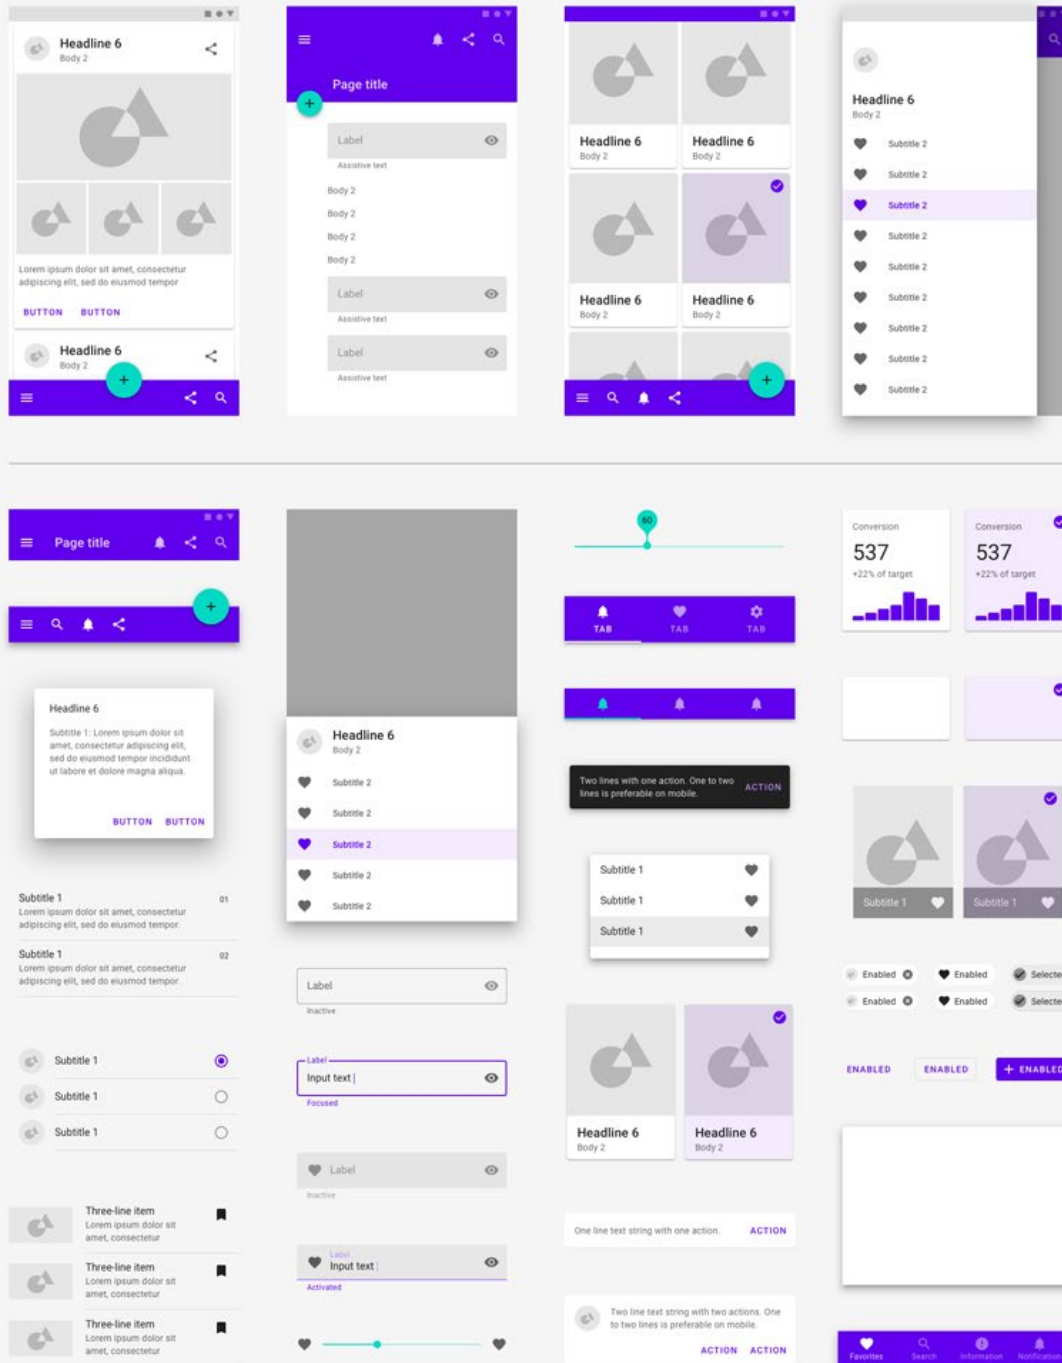 Headline 6
Body 2
Lorem ipsum dolor sit amet, consectetur
adipiscing elit, sed do eiusmod tempor
BUTTON BUTTON
Headline 6
Body 2
Page title
Label
Assistive text
Body 2
Body 2
Body 2
Body 2
Label
Assistive text
Label
Assistive text
Headline 6 Headline 6
Body 2 Body 2
Headline 6 Headline 6
Body 2 Body 2
Headline 6
Body 2
Subtitle 2
Subtitle 2
Subtitle 2
Subtitle 2
Subtitle 2
Subtitle 2
Subtitle 2
Subtitle 2
Subtitle 2
Page title
Headline 6
Subtitle 1: Lorem ipsum dolor sit
amet, consectetur adipiscing elit,
sed do eiusmod tempor incididunt
ut labore et dolore magna aliqua.
BUTTON BUTTON
Subtitle 1 01
Lorem ipsum dolor sit amet, consectetur
adipiscing elit, sed do eiusmod tempor.
Subtitle 1 02
Lorem ipsum dolor sit amet, consectetur
adipiscing elit, sed do eiusmod tempor.
Subtitle 1
Subtitle 1
Subtitle 1
Three-line item
Lorem ipsum dolor sit
amet, consectetur
Three-line item
Lorem ipsum dolor sit
amet, consectetur
Three-line item
Lorem ipsum dolor sit
amet, consectetur
Headline 6
Body 2
Subtitle 2
Subtitle 2
Subtitle 2
Subtitle 2
Subtitle 2
Label
Inactive
Label
Input text
Focused
Label
Inactive
Label
Input text
Activated
60
TAB TAB TAB
Two lines with one action. One to two
lines is preferable on mobile.
ACTION
Subtitle 1
Subtitle 1
Subtitle 1
Headline 6 Headline 6
Body 2 Body 2
One line text string with one action. ACTION
Two line text string with two actions. One
to two lines is preferable on mobile.
ACTION ACTION
Conversion Conversion
537 537
+22% of target +22% of target
Subtitle 1 Subtitle 1
Enabled Enabled Selecte
Enabled Enabled Selecte
ENABLED ENABLED + ENABLED
Favorites Search Information Notification